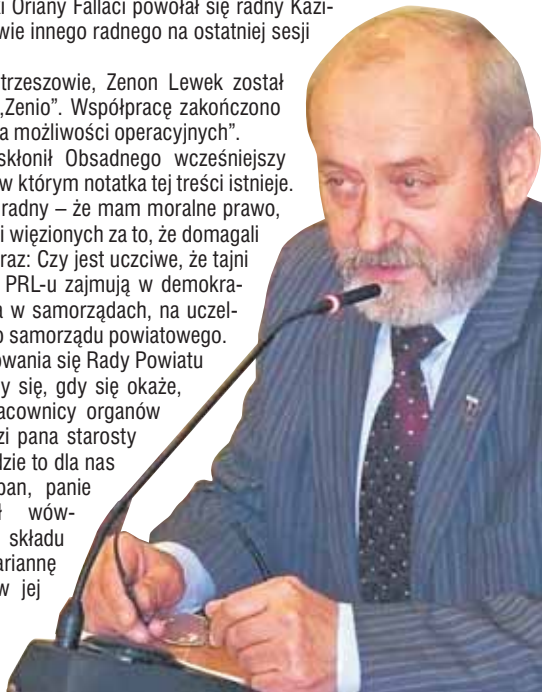 i Oriany Fallaci powołał się radny Kazi-
wie innego radnego na ostatniej sesji
trzeszowie, Zenon Lewek został
„Zenio”. Współpracę zakończono
a możliwości operacyjnych”.
skłonił Obsadnego wcześniejszy
w którym notatka tej treści istnieje.
radny – że mam moralne prawo,
i więzionych za to, że domagali
raz: Czy jest uczciwe, że tajni
PRL-u zajmują w demokra-
a w samorządach, na uczel-
o samorządu powiatowego.
owania się Rady Powiatu
y się, gdy się okaże,
acownicy organów
zi pana starosty
dzie to dla nas
pan, panie
ł wów-
składu
ariannę
w jej